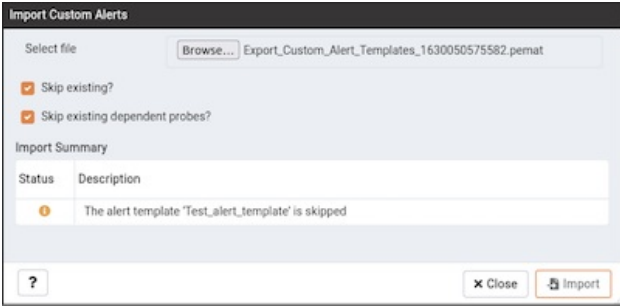 Import Custom Alerts
Select file Browse... Export_Custom_Alert_Templates_1630050575582.pemat
Skip existing?
Skip existing dependent probes?
Import Summary
Status Description
The alert template 'Test_alert_template' is skipped
? Close Import